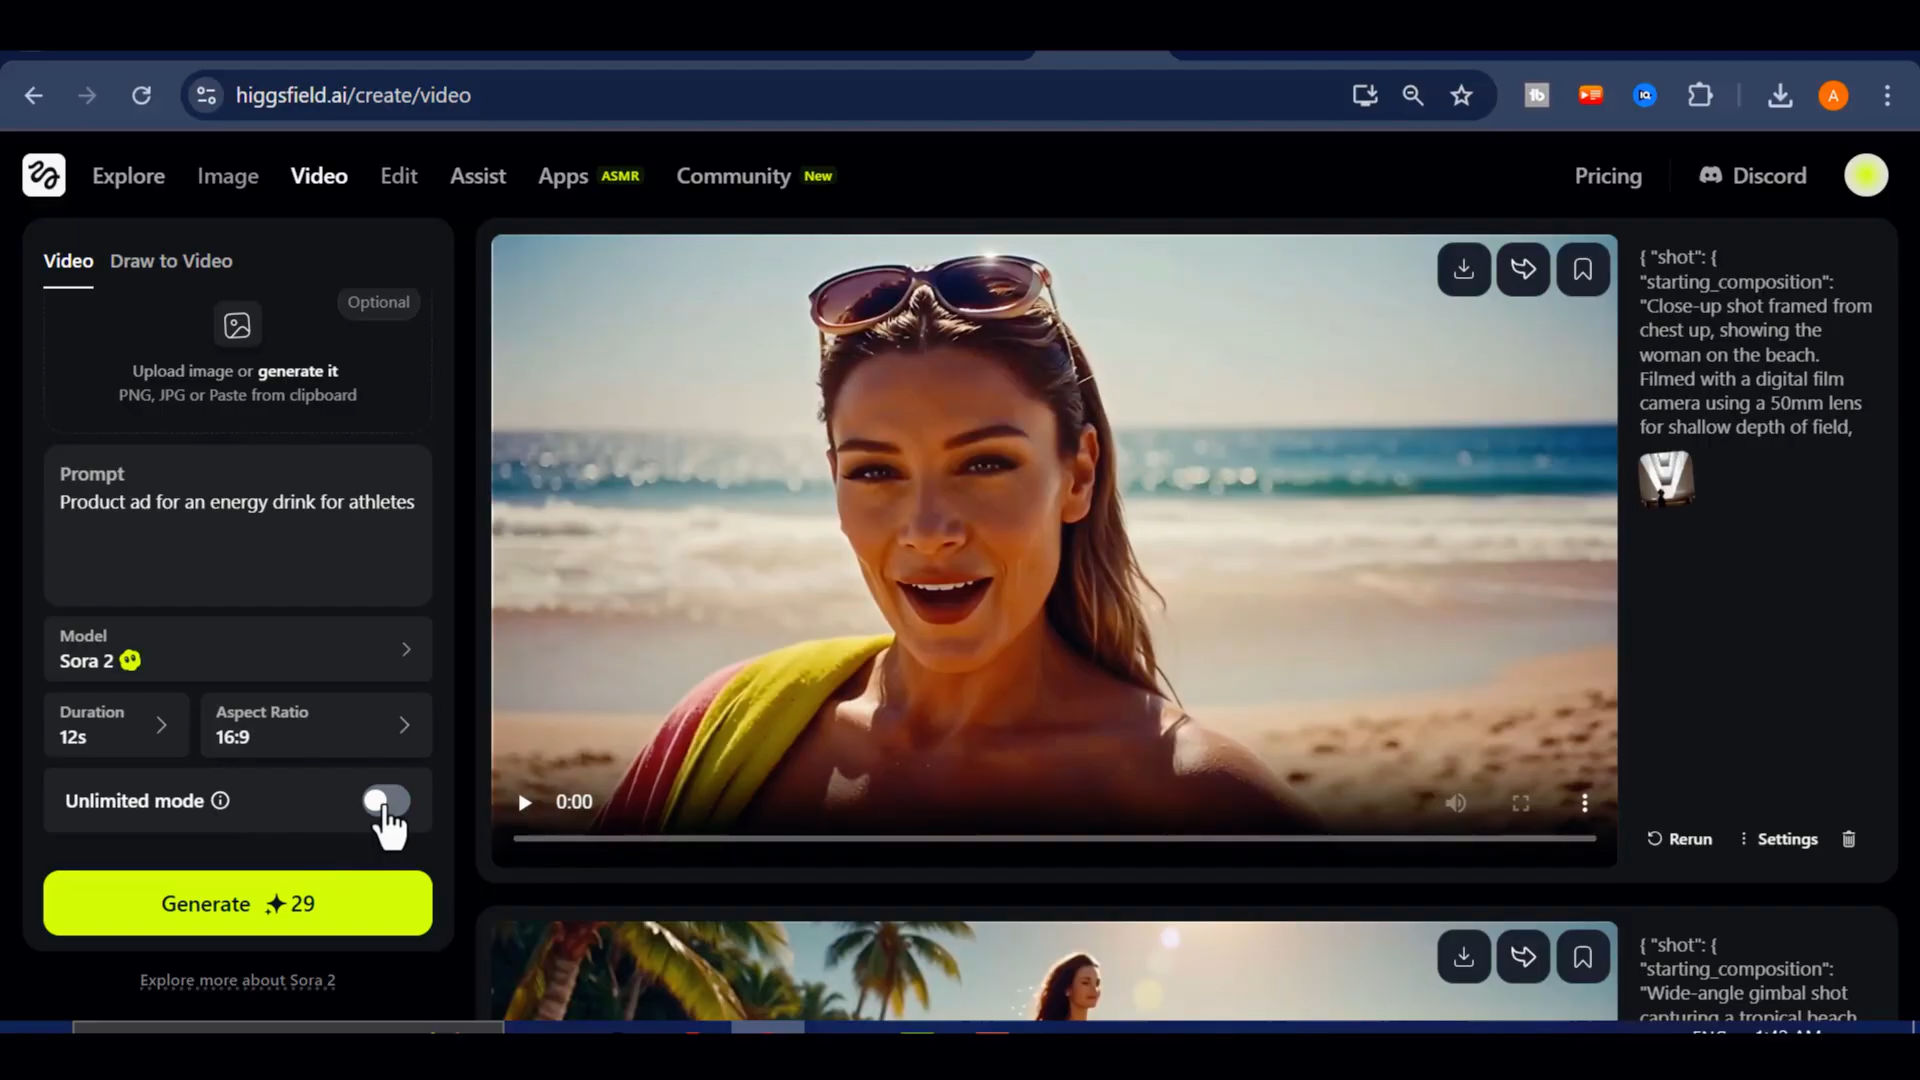 higgsfield.ai/create/video
A
Explore
Image
Video
Edit
Assist
Apps ASMR
Community New
Pricing
Discord
Video
Draw to Video
Optional
Upload image or generate it
PNG, JPG or Paste from clipboard
Prompt
Product ad for an energy drink for athletes
Model
Sora 2
Duration
12s
Aspect Ratio
16:9
Unlimited mode
Generate 29
Explore more about Sora 2
0:00
{ "shot": {
"starting_composition":
"Close-up shot framed from
chest up, showing the
woman on the beach.
Filmed with a digital film
camera using a 50mm lens
for shallow depth of field,
Rerun
Settings
{ "shot": {
"starting_composition":
"Wide-angle gimbal shot
capturing a tropical beach